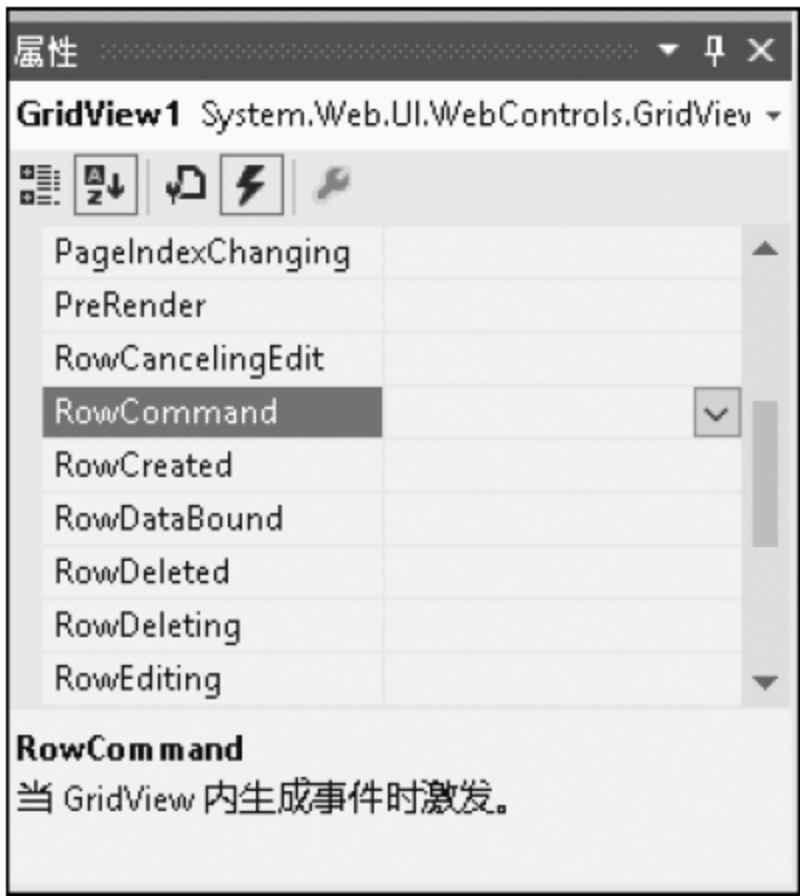 属性
GridView1 System.Web.UI.WebControls.GridView
PageIndexChanging
PreRender
RowCancelingEdit
RowCommand
RowCreated
RowDataBound
RowDeleted
RowDeleting
RowEditing
RowCommand
当 GridView 内生成事件时激发。